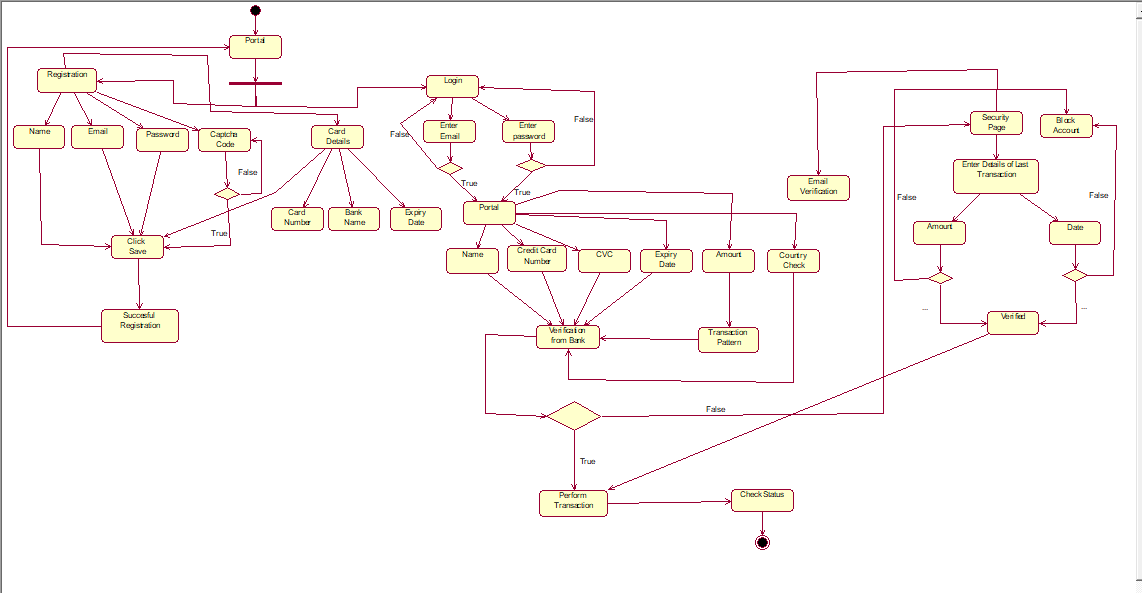 Portal
Registration
Login
Name
Email
Password
Captcha
Code
Card
Details
Enter
Email
Enter
password
Security
Page
Block
Account
False
False
False
True
True
True
Email
Verification
Enter Details of Last
Transaction
False
False
Card
Number
Bank
Name
Expiry
Date
Portal
Amount
Date
Click
Save
Name
Credit Card
Number
CVC
Expiry
Date
Amount
Country
Check
...
...
Succesful
Registration
Verification
from Bank
Transaction
Pattern
Verified
False
True
Perform
Transaction
Check Status